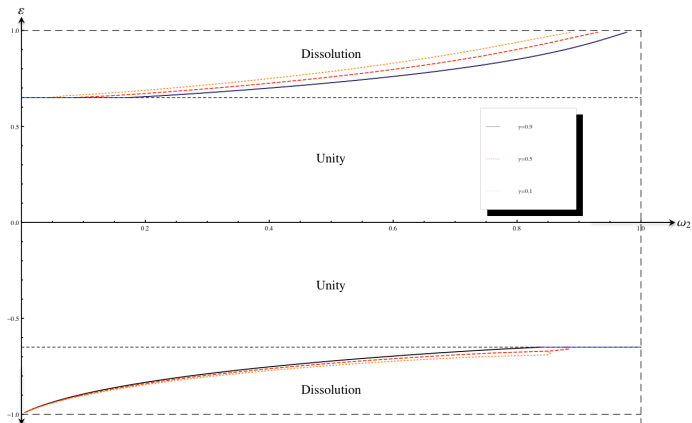 ε
1.0
Dissolution
0.5
γ=0.9
Unity
γ=0.5
γ=0.1
0.0
0.2
0.4
0.6
0.8
1.0
ω2
Unity
-0.5
Dissolution
-1.0